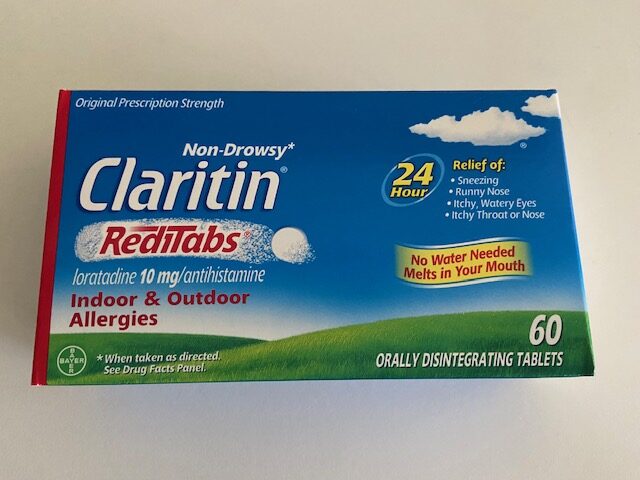 Original Prescription Strength
Non-Drowsy*
Claritin®
RediTabs®
loratadine 10 mg/antihistamine
Indoor & Outdoor
Allergies
BAYER
BAYER
*When taken as directed.
See Drug Facts Panel.
®
24
Hour
Relief of:
• Sneezing
• Runny Nose
• Itchy, Watery Eyes
• Itchy Throat or Nose
No Water Needed
Melts in Your Mouth
60
ORALLY DISINTEGRATING TABLETS